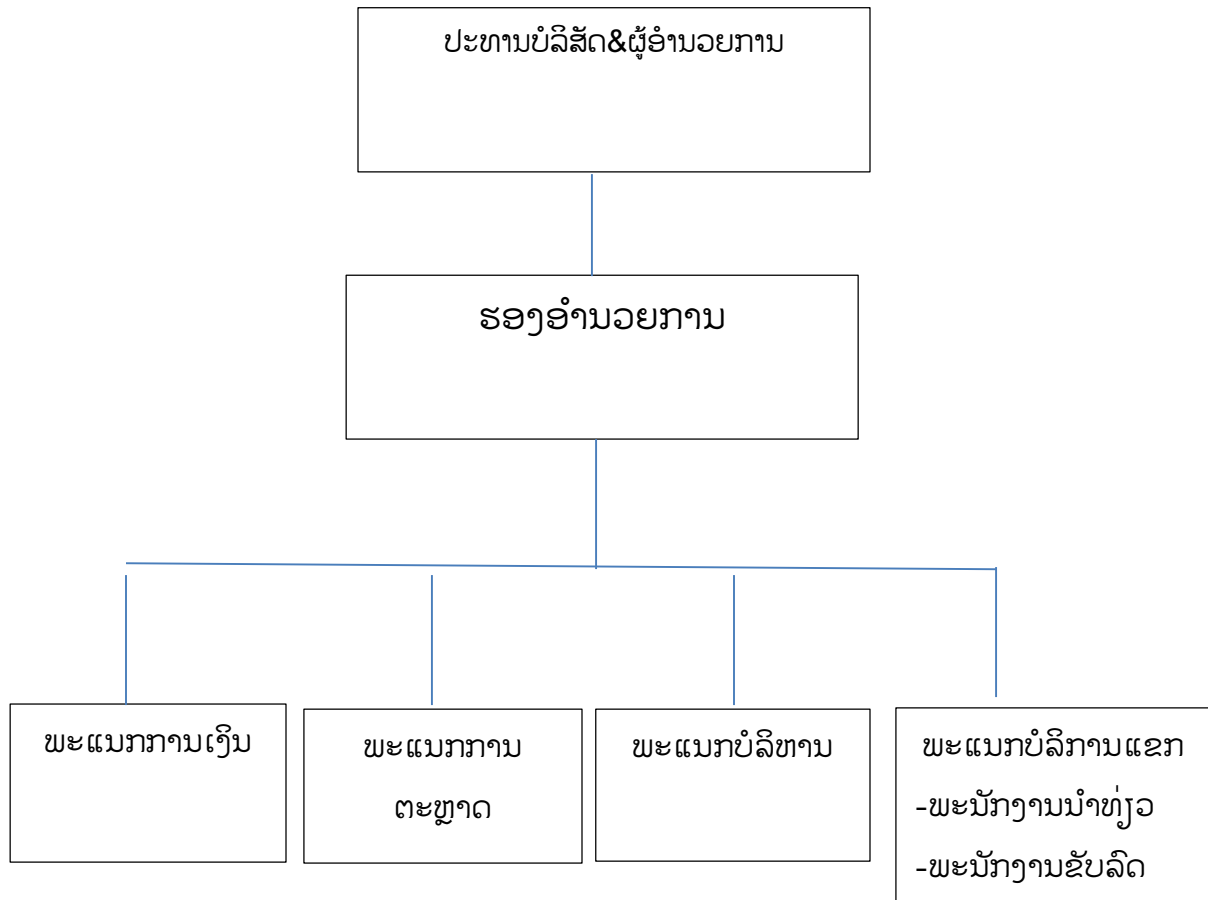 ປະທານບໍລິສັດ&ຜູ້ອຳນວຍການ
ຮອງອຳນວຍການ
ພະແນກການເງິນ
ພະແນກການ
ຕະຫຼາດ
ພະແນກບໍລິຫານ
ພະແນກບໍລິການແຂກ
-ພະນັກງານນຳທ່ຽວ
-ພະນັກງານຂັບລົດ